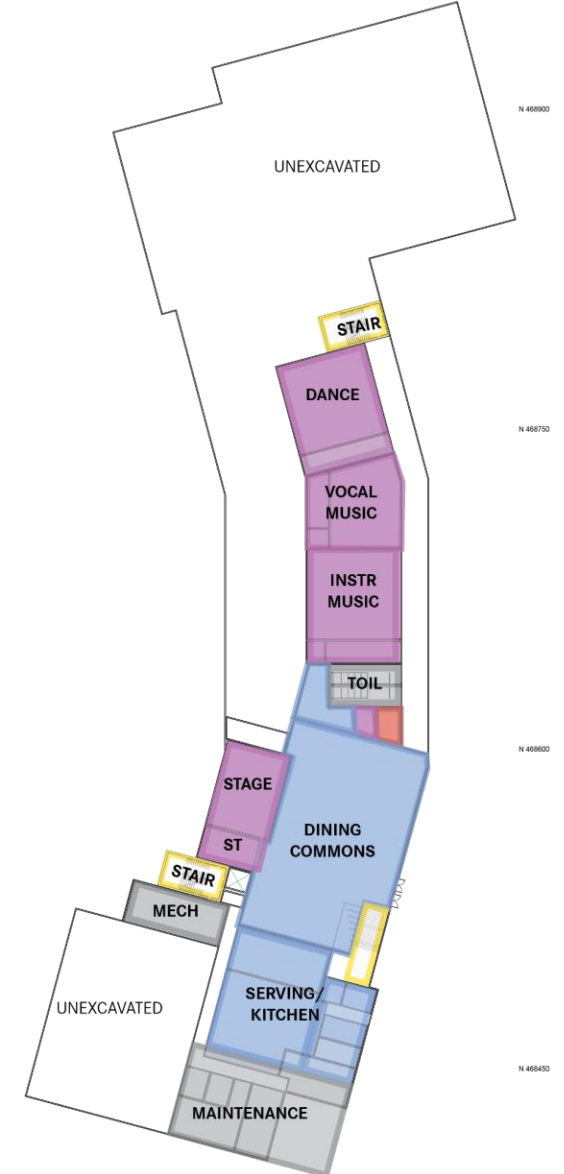 N 468900
UNEXCAVATED
STAIR
DANCE
N 468750
VOCAL
MUSIC
INSTR
MUSIC
TOIL
N 468600
STAGE
DINING
COMMONS
ST
STAIR
MECH
SERVING/
KITCHEN
UNEXCAVATED
N 468450
MAINTENANCE